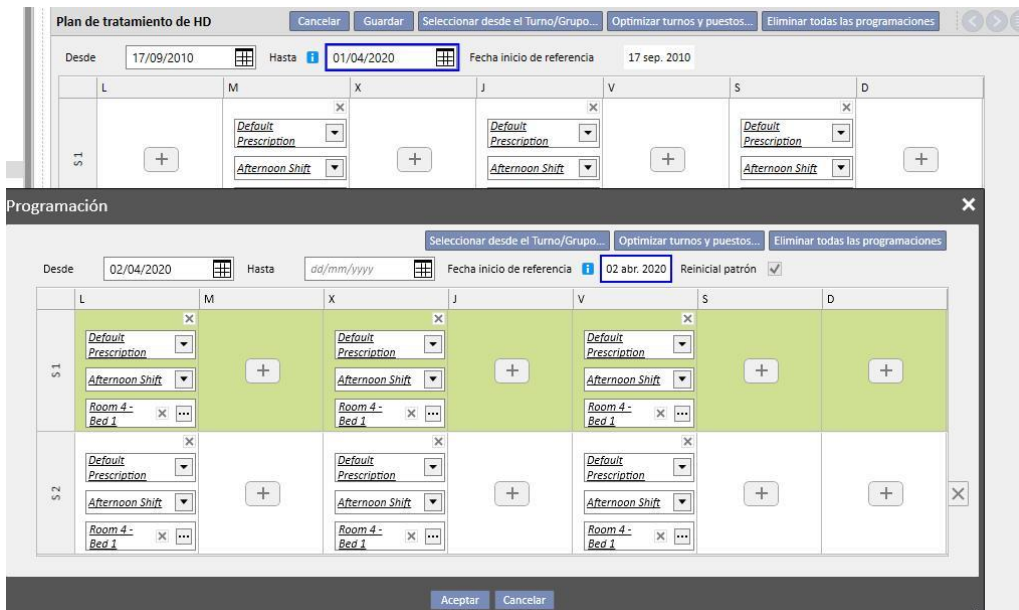 Plan de tratamiento de HD Cancelar Guardar Seleccionar desde el Turno/Grupo... Optimizar turnos y puestos... Eliminar todas las programaciones
Desde 17/09/2010 Hasta 01/04/2020 Fecha inicio de referencia 17 sep. 2010
L M X J V S D
Default Prescription Default Prescription Default Prescription
S 1
Afternoon Shift Afternoon Shift Afternoon Shift
Programación
Seleccionar desde el Turno/Grupo... Optimizar turnos y puestos... Eliminar todas las programaciones
Desde 02/04/2020 Hasta dd/mm/yyyy Fecha inicio de referencia 02 abr. 2020 Reinicial patrón
L M X J V S D
S 1
Default Prescription Default Prescription Default Prescription
Afternoon Shift Afternoon Shift Afternoon Shift
Room 4 - Bed 1 Room 4 - Bed 1 Room 4 - Bed 1
S 2
Default Prescription Default Prescription Default Prescription
Afternoon Shift Afternoon Shift Afternoon Shift
Room 4 - Bed 1 Room 4 - Bed 1 Room 4 - Bed 1
Aceptar Cancelar